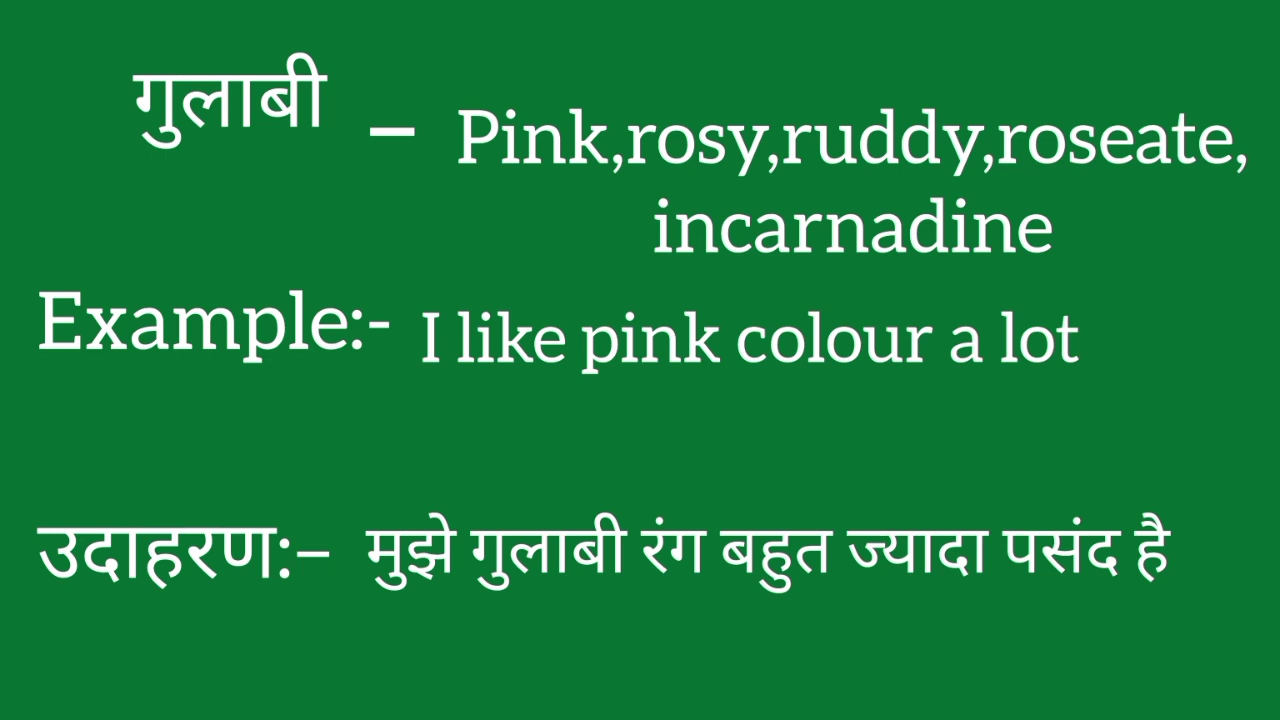 गुलाबी – Pink,rosy,ruddy,roseate,
incarnadine
Example:- I like pink colour a lot
उदाहरण:– मुझे गुलाबी रंग बहुत ज्यादा पसंद है